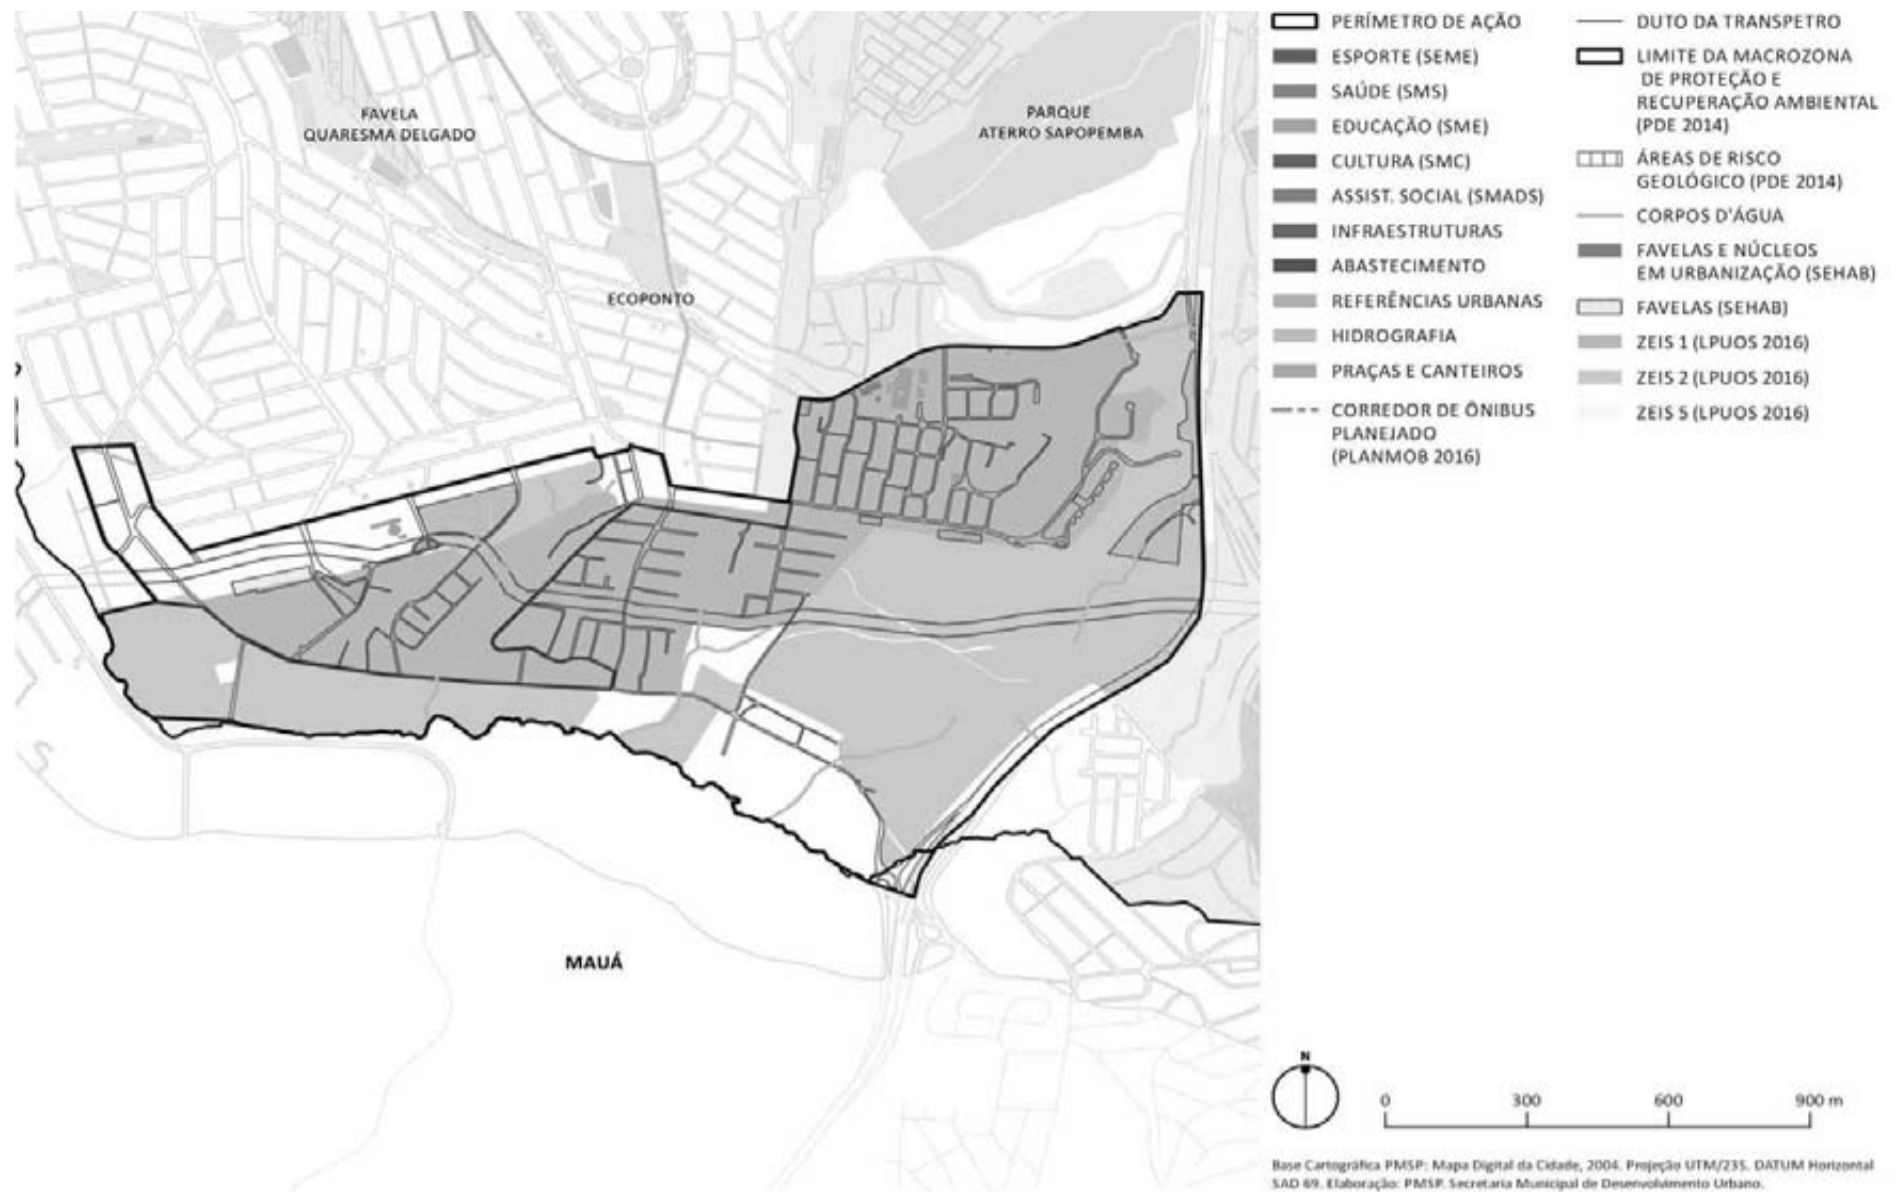 FAVELA
QUARESMA DELGADO
PARQUE
ATERRO SAPOPEMBA
ECOPONTO
MAUÁ
PERÍMETRO DE AÇÃO
ESPORTE (SEME)
SAÚDE (SMS)
EDUCAÇÃO (SME)
CULTURA (SMC)
ASSIST. SOCIAL (SMADS)
INFRAESTRUTURAS
ABASTECIMENTO
REFERÊNCIAS URBANAS
HIDROGRAFIA
PRAÇAS E CANTEIROS
CORREDOR DE ÔNIBUS
PLANEJADO
(PLANMOB 2016)
DUTO DA TRANSPETRO
LIMITE DA MACROZONA
DE PROTEÇÃO E
RECUPERAÇÃO AMBIENTAL
(PDE 2014)
ÁREAS DE RISCO
GEOLÓGICO (PDE 2014)
CORPOS D'ÁGUA
FAVELAS E NÚCLEOS
EM URBANIZAÇÃO (SEHAB)
FAVELAS (SEHAB)
ZEIS 1 (LPUOS 2016)
ZEIS 2 (LPUOS 2016)
ZEIS 5 (LPUOS 2016)
N
0 300 600 900 m
Base Cartográfica PMSP: Mapa Digital da Cidade, 2004. Projeção UTM/23S. DATUM Horizontal
SAD 69. Elaboração: PMSP. Secretaria Municipal de Desenvolvimento Urbano.